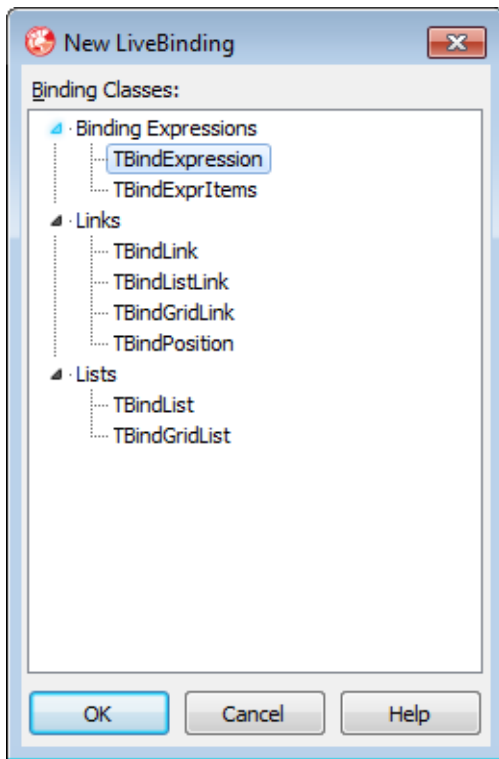 New LiveBinding
Binding Classes:
Binding Expressions
TBindExpression
TBindExprItems
Links
TBindLink
TBindListLink
TBindGridLink
TBindPosition
Lists
TBindList
TBindGridList
OK Cancel Help